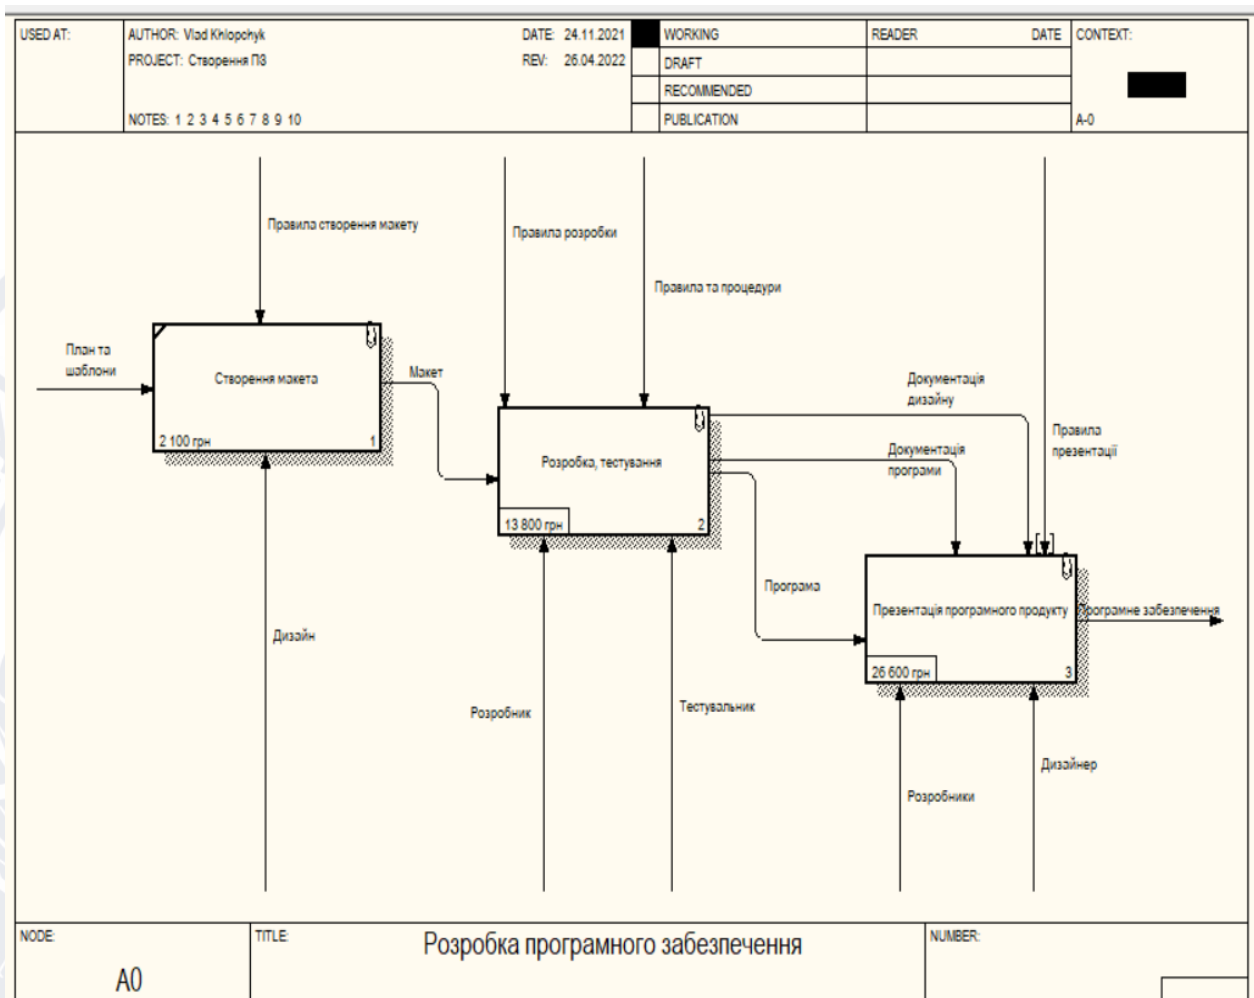 USED AT:
AUTHOR: Vlad Khlopchyk
DATE: 24.11.2021
WORKING
READER
DATE
CONTEXT:
PROJECT: Створення ПЗ
REV: 26.04.2022
DRAFT
RECOMMENDED
NOTES: 1 2 3 4 5 6 7 8 9 10
PUBLICATION
A-0
Правила створення макету
Правила розробки
Правила та процедури
План та
шаблони
Створення макета
2 100 грн
1
Макет
Документація
дизайну
Правила
презентації
Документація
програми
Розробка, тестування
13 800 грн
2
Програма
Презентація програмного продукту
26 600 грн
3
Програмне забезпечення
Дизайн
Розробник
Тестувальник
Дизайнер
Розробники
NODE:
A0
TITLE:
Розробка програмного забезпечення
NUMBER: